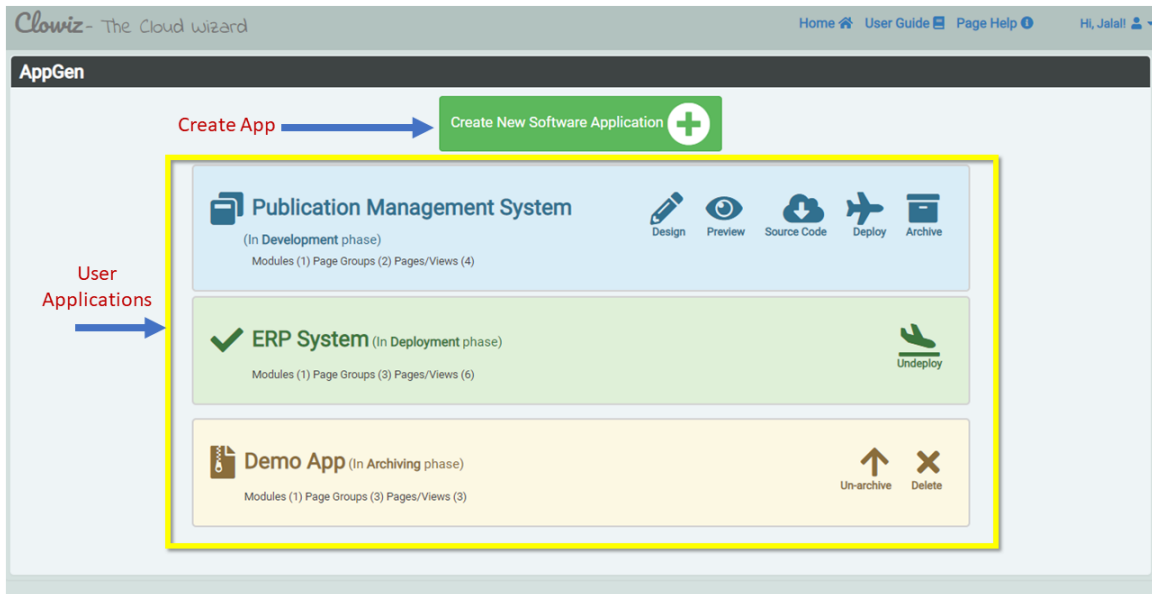 Clowiz - The Cloud Wizard
Home User Guide Page Help Hi, Jalal!
AppGen
Create App
Create New Software Application
Publication Management System
(In Development phase)
Modules (1) Page Groups (2) Pages/Views (4)
Design Preview Source Code Deploy Archive
User
Applications
ERP System (In Deployment phase)
Modules (1) Page Groups (3) Pages/Views (6)
Undeploy
Demo App (In Archiving phase)
Modules (1) Page Groups (3) Pages/Views (3)
Un-archive Delete